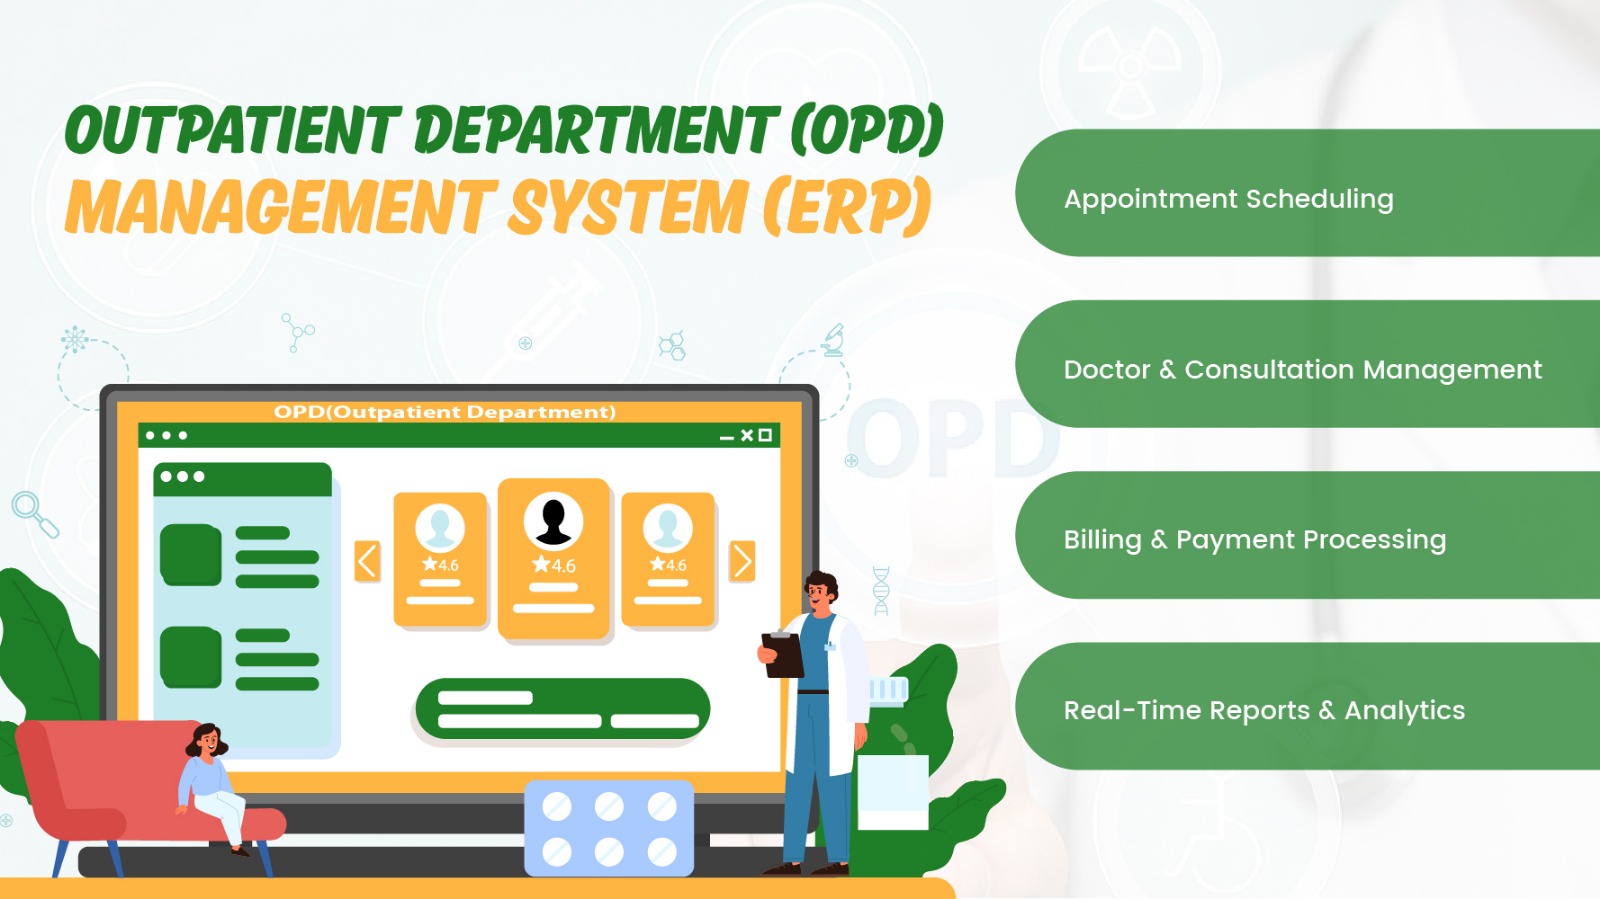 OUTPATIENT DEPARTMENT (OPD)
MANAGEMENT SYSTEM (ERP)
OPD(Outpatient Department)
4.6
4.6
4.6
OPD
Appointment Scheduling
Doctor & Consultation Management
Billing & Payment Processing
Real-Time Reports & Analytics